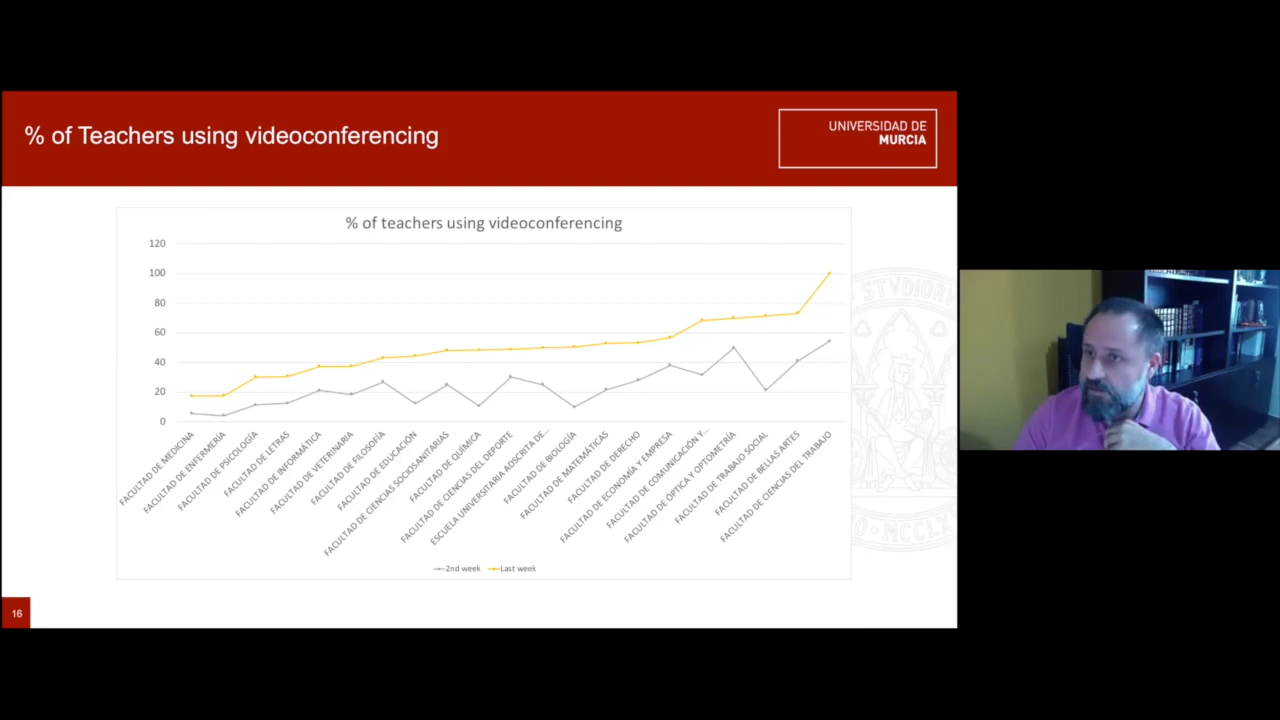 % of Teachers using videoconferencing
UNIVERSIDAD DE
MURCIA
% of teachers using videoconferencing
120
100
80
60
40
20
0
FACULTAD DE MEDICINA
FACULTAD DE ENFERMERÍA
FACULTAD DE PSICOLOGÍA
FACULTAD DE LETRAS
FACULTAD DE INFORMÁTICA
FACULTAD DE VETERINARIA
FACULTAD DE FILOSOFÍA
FACULTAD DE EDUCACIÓN
FACULTAD DE CIENCIAS SOCIOSANITARIAS
FACULTAD DE QUÍMICA
FACULTAD DE CIENCIAS DEL DEPORTE
ESCUELA UNIVERSITARIA ADSCRITA DE...
FACULTAD DE BIOLOGÍA
FACULTAD DE MATEMÁTICAS
FACULTAD DE DERECHO
FACULTAD DE ECONOMÍA Y EMPRESA
FACULTAD DE COMUNICACIÓN Y...
FACULTAD DE ÓPTICA Y OPTOMETRÍA
FACULTAD DE TRABAJO SOCIAL
FACULTAD DE BELLAS ARTES
FACULTAD DE CIENCIAS DEL TRABAJO
2nd week
Last week
16